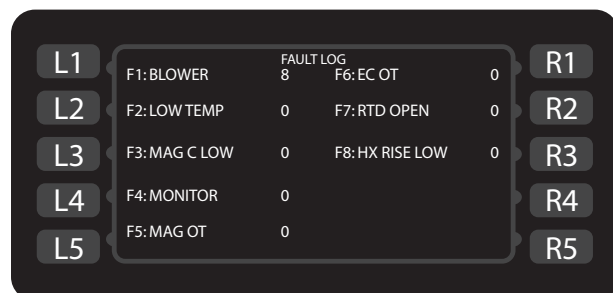 FAULT LOG
L1 F1: BLOWER 8 F6: EC OT 0 R1
L2 F2: LOW TEMP 0 F7: RTD OPEN 0 R2
L3 F3: MAG C LOW 0 F8: HX RISE LOW 0 R3
L4 F4: MONITOR 0 R4
L5 F5: MAG OT 0 R5